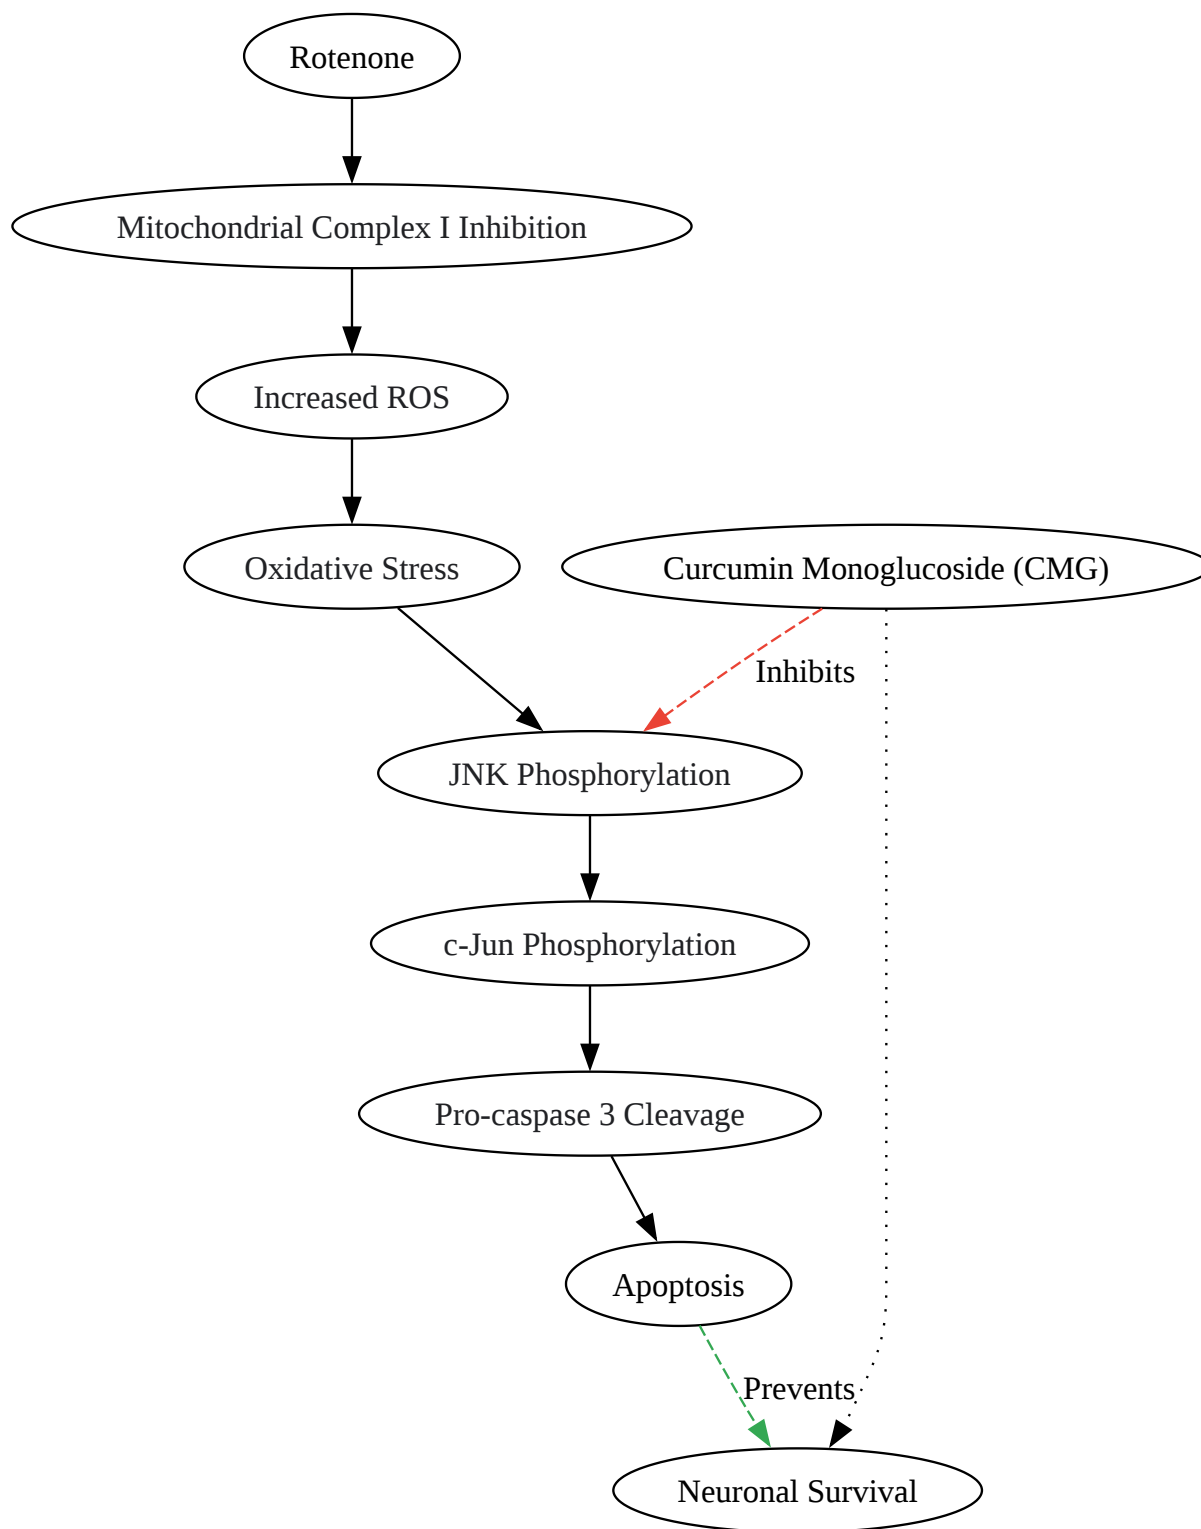 Rotenone
Mitochondrial Complex I Inhibition
Increased ROS
Oxidative Stress
Curcumin Monoglucoside (CMG)
Inhibits
JNK Phosphorylation
c-Jun Phosphorylation
Pro-caspase 3 Cleavage
Apoptosis
Prevents
Neuronal Survival